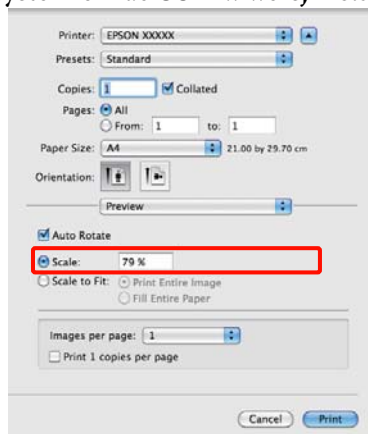 Printer: EPSON XXXXX
Presets: Standard
Copies: 1 Collated
Pages: All
From: 1 to: 1
Paper Size: A4 21.00 by 29.70 cm
Orientation:
Preview
Auto Rotate
Scale: 79 %
Scale to Fit: Print Entire Image
Fill Entire Paper
Images per page: 1
Print 1 copies per page
Cancel Print